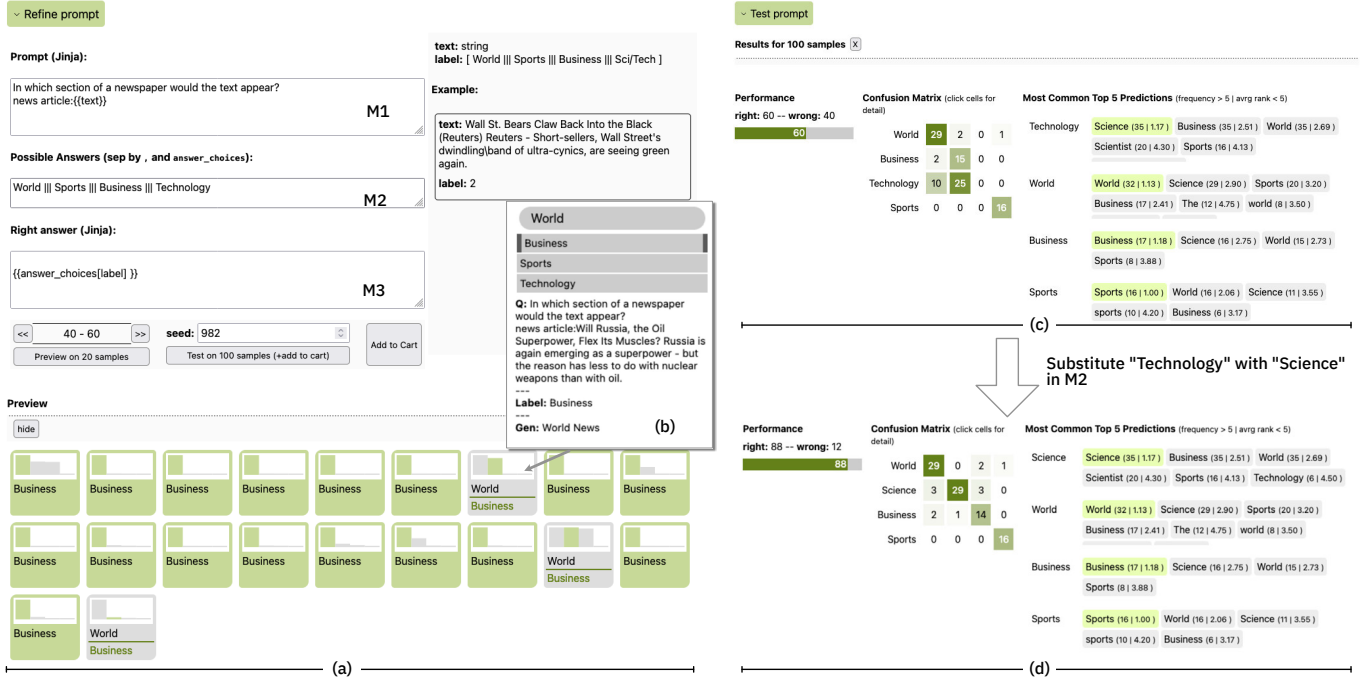 Refine prompt
Prompt (Jinja):
In which section of a newspaper would the text appear?
news article:{{text}}
M1
Possible Answers (sep by , and answer_choices):
World ||| Sports ||| Business ||| Technology
M2
Right answer (Jinja):
{{answer_choices[label] }}
M3
<< 40 - 60 >>
Preview on 20 samples
seed: 982
Test on 100 samples (+add to cart)
Add to Cart
text: string
label: [ World ||| Sports ||| Business ||| Sci/Tech ]
Example:
text: Wall St. Bears Claw Back Into the Black
(Reuters) Reuters - Short-sellers, Wall Street's
dwindling\band of ultra-cynics, are seeing green
again.
label: 2
World
Business
Sports
Technology
Q: In which section of a newspaper
would the text appear?
news article:Will Russia, the Oil
Superpower, Flex Its Muscles? Russia is
again emerging as a superpower - but
the reason has less to do with nuclear
weapons than with oil.
---
Label: Business
---
Gen: World News
(b)
Preview
hide
Business Business Business Business Business Business World Business Business
Business
Business Business Business Business Business Business Business World Business
Business
Business World
Business
(a)
Test prompt
Results for 100 samples X
Performance
right: 60 -- wrong: 40
60
Confusion Matrix (click cells for
detail)
World 29 2 0 1
Business 2 15 0 0
Technology 10 25 0 0
Sports 0 0 0 16
Most Common Top 5 Predictions (frequency > 5 | avrg rank < 5)
Technology Science (35 | 1.17 ) Business (35 | 2.51 ) World (35 | 2.69 )
Scientist (20 | 4.30 ) Sports (16 | 4.13 )
World World (32 | 1.13 ) Science (29 | 2.90 ) Sports (20 | 3.20 )
Business (17 | 2.41 ) The (12 | 4.75 ) world (8 | 3.50 )
Business Business (17 | 1.18 ) Science (16 | 2.75 ) World (15 | 2.73 )
Sports (8 | 3.88 )
Sports Sports (16 | 1.00 ) World (16 | 2.06 ) Science (11 | 3.55 )
sports (10 | 4.20 ) Business (6 | 3.17 )
(c)
Substitute "Technology" with "Science"
in M2
Performance
right: 88 -- wrong: 12
88
Confusion Matrix (click cells for
detail)
World 29 0 2 1
Science 3 29 3 0
Business 2 1 14 0
Sports 0 0 0 16
Most Common Top 5 Predictions (frequency > 5 | avrg rank < 5)
Science Science (35 | 1.17 ) Business (35 | 2.51 ) World (35 | 2.69 )
Scientist (20 | 4.30 ) Sports (16 | 4.13 ) Technology (6 | 4.50 )
World World (32 | 1.13 ) Science (29 | 2.90 ) Sports (20 | 3.20 )
Business (17 | 2.41 ) The (12 | 4.75 ) world (8 | 3.50 )
Business Business (17 | 1.18 ) Science (16 | 2.75 ) World (15 | 2.73 )
Sports (8 | 3.88 )
Sports Sports (16 | 1.00 ) World (16 | 2.06 ) Science (11 | 3.55 )
sports (10 | 4.20 ) Business (6 | 3.17 )
(d)